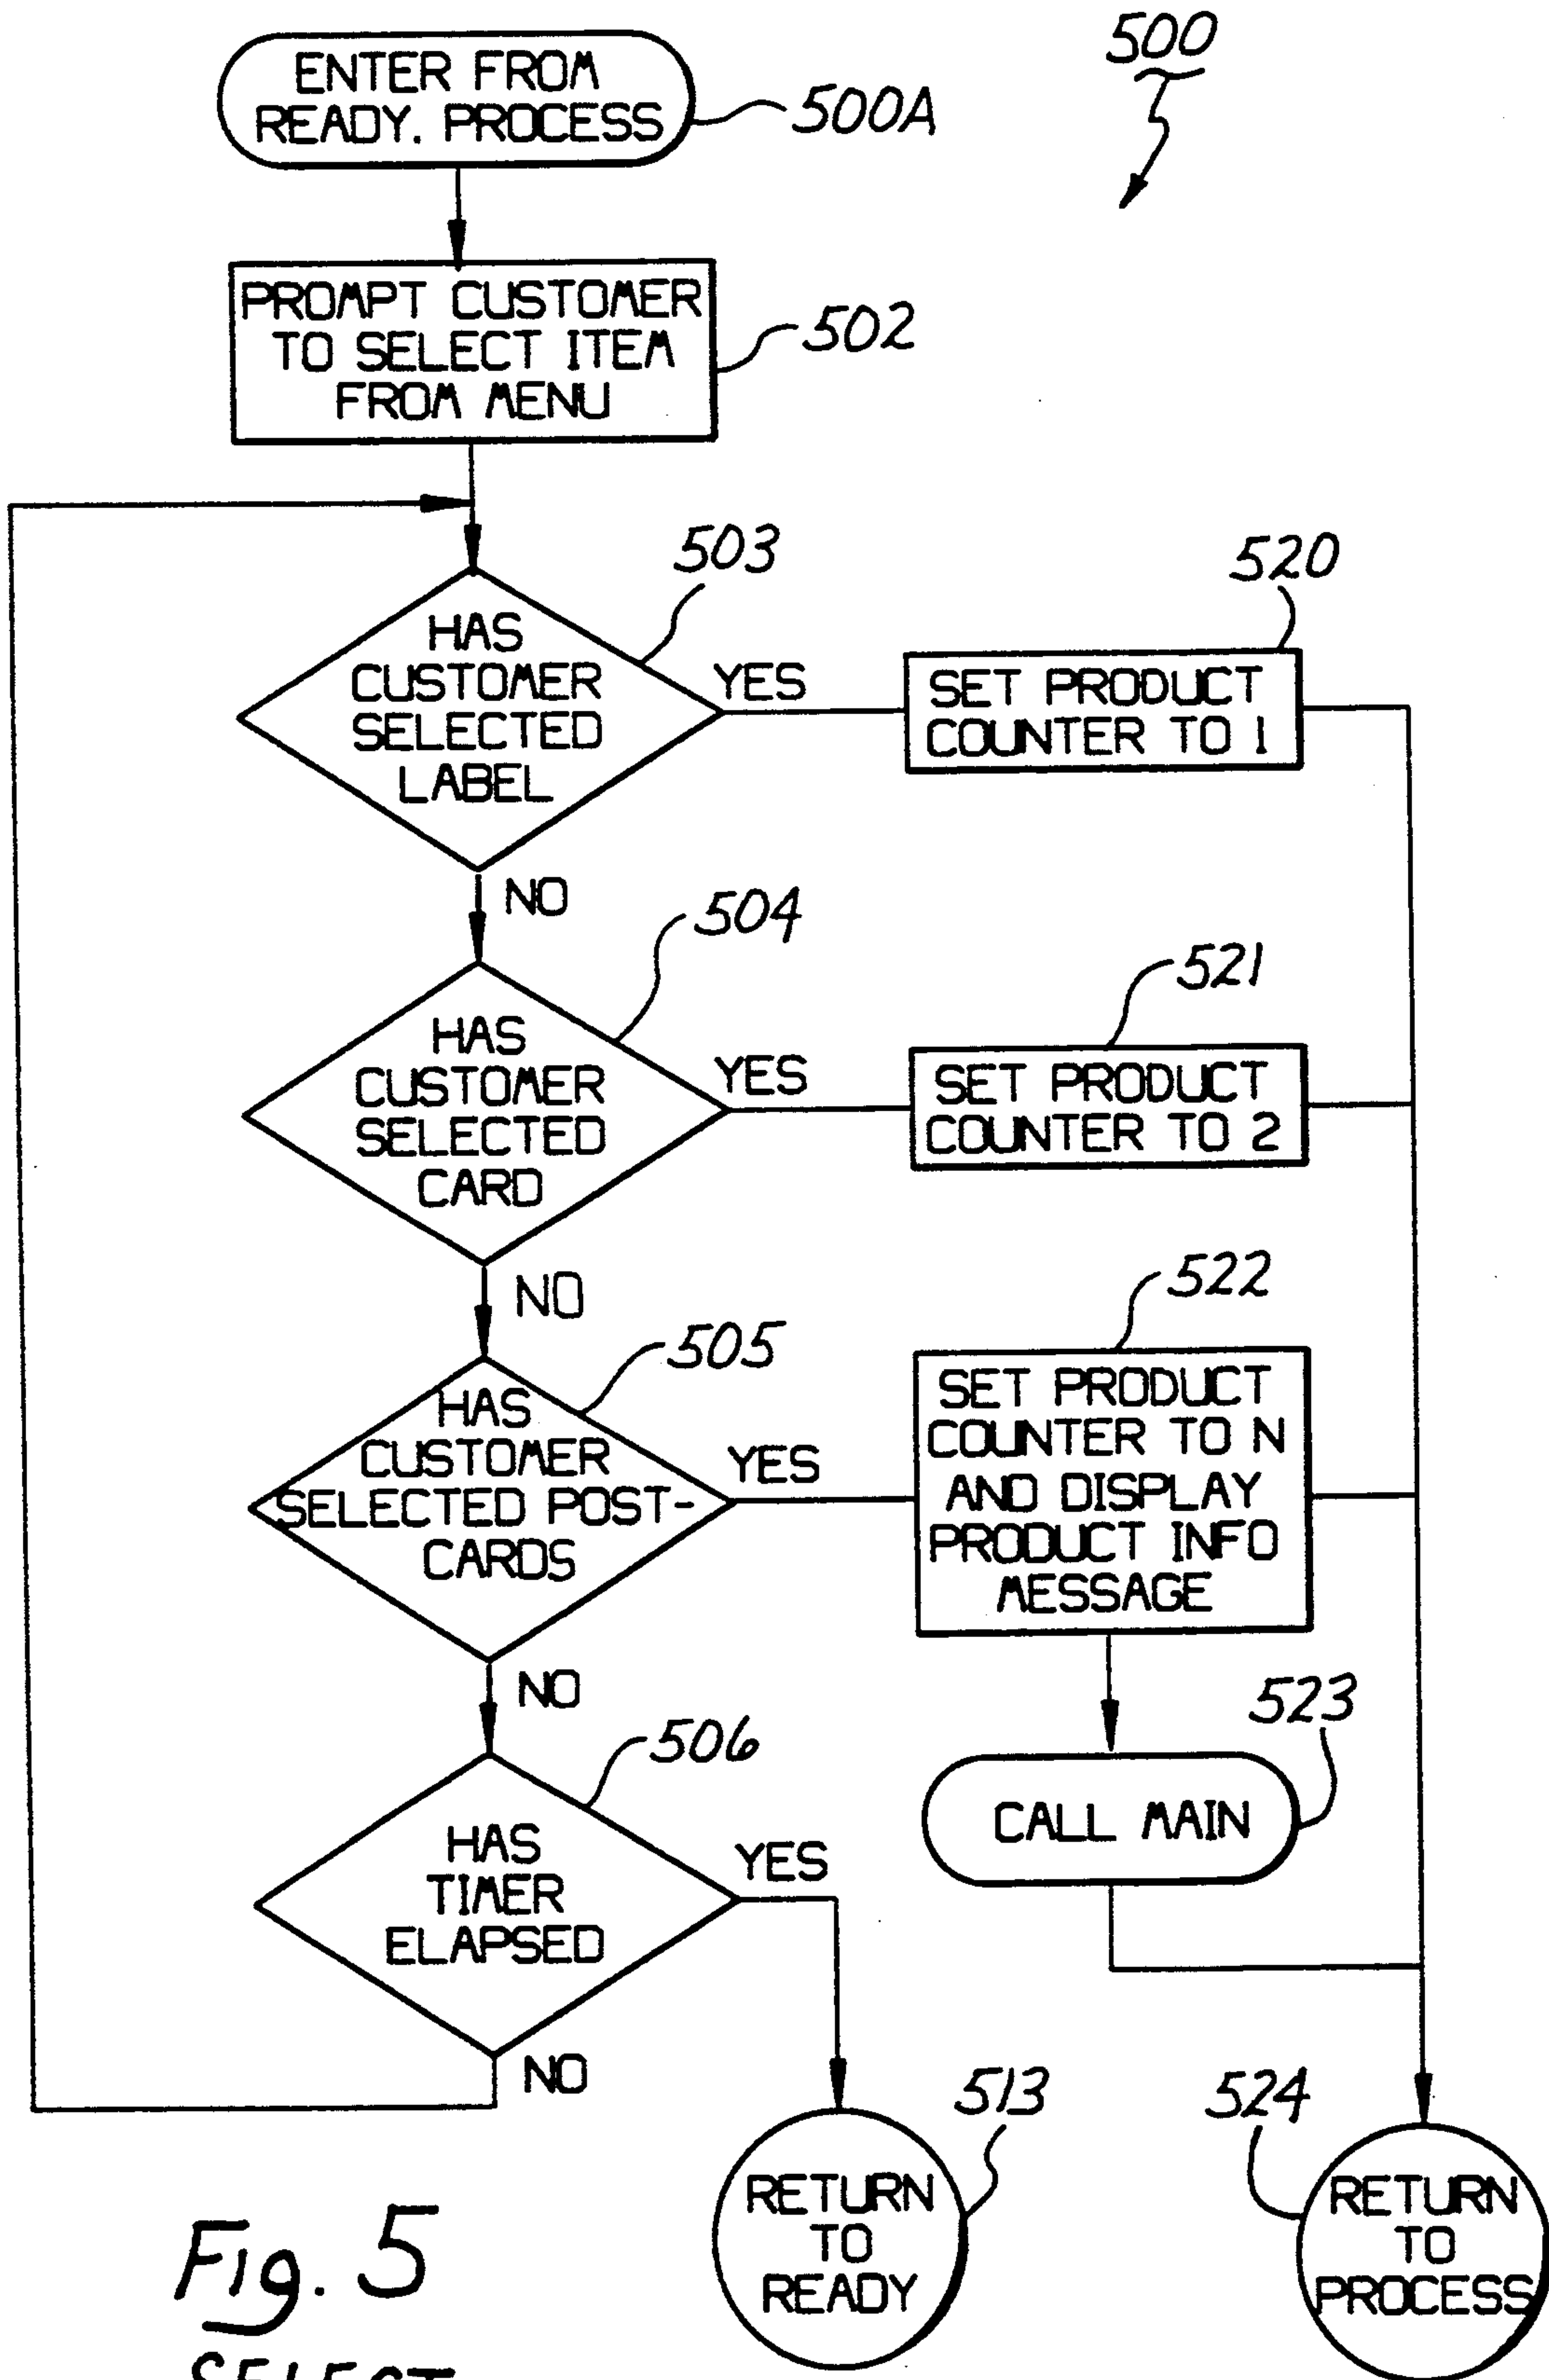 500
ENTER FROM
READY. PROCESS
500A
PROMPT CUSTOMER
TO SELECT ITEM
FROM MENU
502
503
HAS
CUSTOMER
SELECTED
LABEL
YES
520
SET PRODUCT
COUNTER TO 1
NO
504
HAS
CUSTOMER
SELECTED
CARD
YES
521
SET PRODUCT
COUNTER TO 2
NO
505
HAS
CUSTOMER
SELECTED POST-
CARDS
YES
522
SET PRODUCT
COUNTER TO N
AND DISPLAY
PRODUCT INFO
MESSAGE
NO
506
HAS
TIMER
ELAPSED
YES
523
CALL MAIN
NO
513
RETURN
TO
READY
524
RETURN
TO
PROCESS
Fig. 5
SELECT